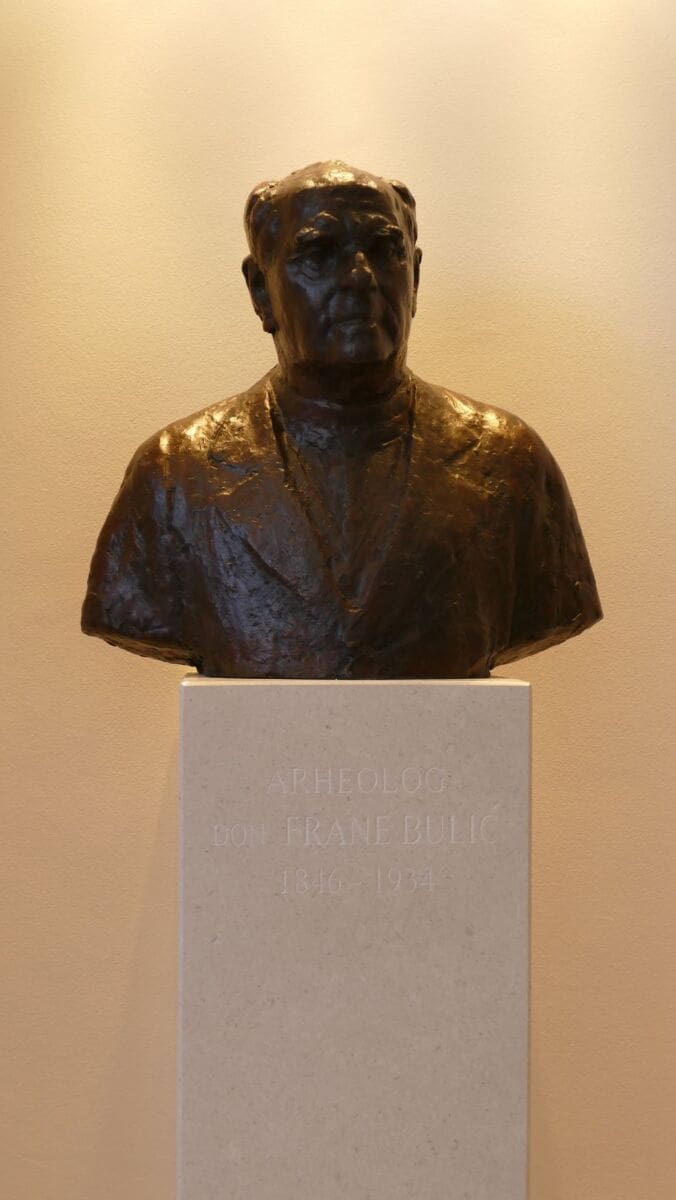 ARHEOLOG
DON FRANE BULIĆ
1846 - 1934